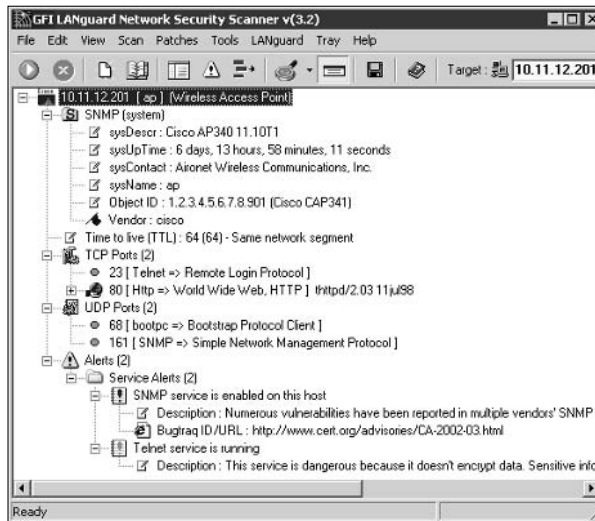 GFI LANguard Network Security Scanner v(3.2)
File Edit View Scan Patches Tools LANguard Tray Help
Target : 10.11.12.201
10.11.12.201 [ ap ] (Wireless Access Point)
SNMP (system)
sysDescr : Cisco AP340 11.10T1
sysUpTime : 6 days, 13 hours, 58 minutes, 11 seconds
sysContact : Aironet Wireless Communications, Inc.
sysName : ap
Object ID : 1.2.3.4.5.6.7.8.901 (Cisco CAP341)
Vendor : cisco
Time to live (TTL) : 64 (64) - Same network segment
TCP Ports (2)
23 [ Telnet => Remote Login Protocol ]
80 [ Http => World Wide Web, HTTP ] thttpd/2.03 11jul98
UDP Ports (2)
68 [ bootpc => Bootstrap Protocol Client ]
161 [ SNMP => Simple Network Management Protocol ]
Alerts (2)
Service Alerts (2)
SNMP service is enabled on this host
Description : Numerous vulnerabilities have been reported in multiple vendors' SNMP
Bugtraq ID/URL : http://www.cert.org/advisories/CA-2002-03.html
Telnet service is running
Description : This service is dangerous because it doesn't encrypt data. Sensitive info
Ready